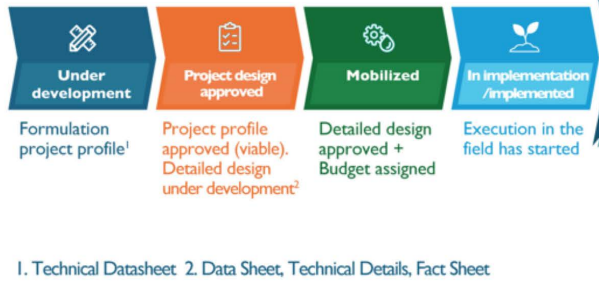 Under
development
Project design
approved
Mobilized
In implementation
/implemented
Formulation
project profile¹
Project profile
approved (viable).
Detailed design
under development²
Detailed design
approved +
Budget assigned
Execution in the
field has started
1. Technical Datasheet 2. Data Sheet, Technical Details, Fact Sheet